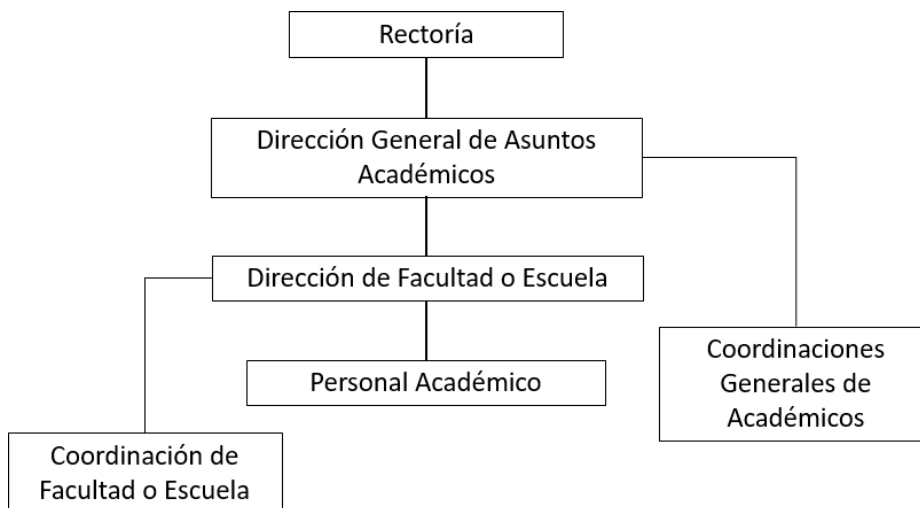 Rectoría
Dirección General de Asuntos
Académicos
Dirección de Facultad o Escuela
Coordinaciones
Generales de
Académicos
Personal Académico
Coordinación de
Facultad o Escuela